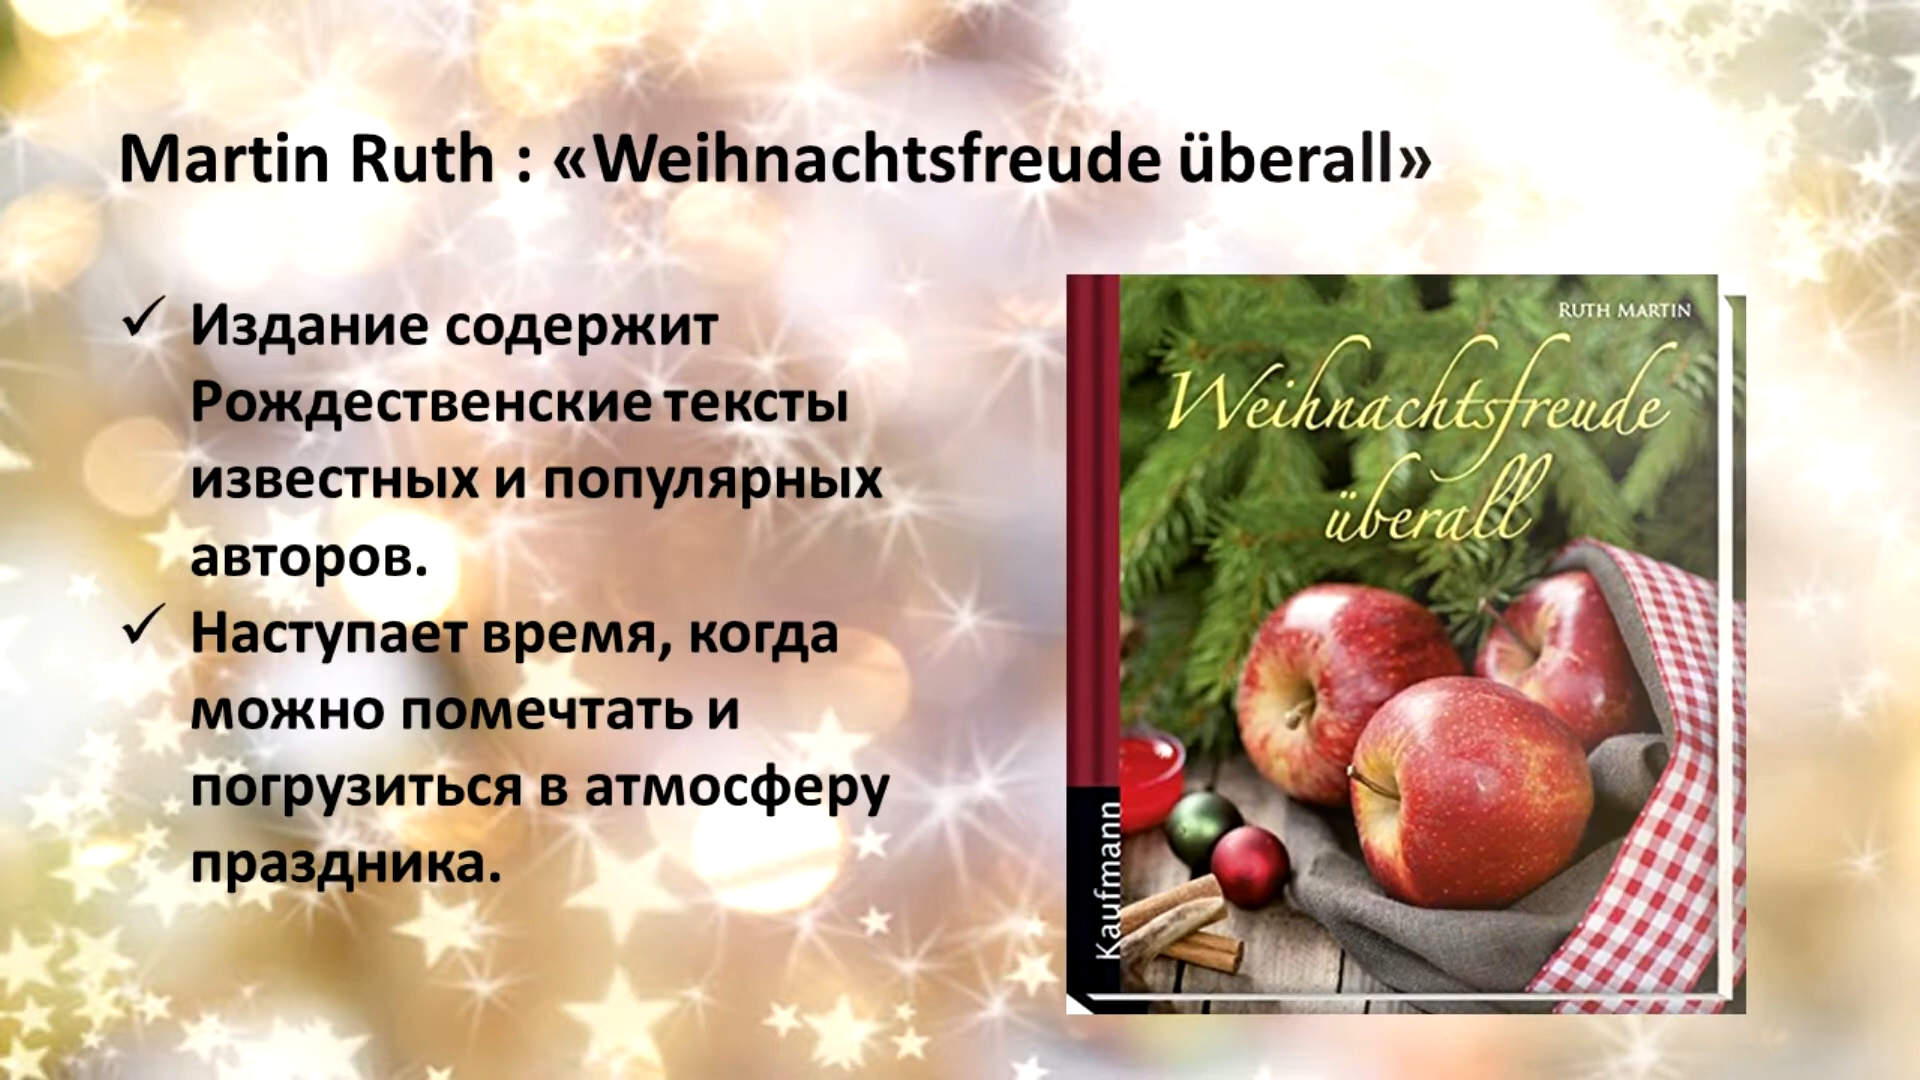 Martin Ruth : «Weihnachtsfreude überall»
✓ Издание содержит
Рождественские тексты
известных и популярных
авторов.
✓ Наступает время, когда
можно помечтать и
погрузиться в атмосферу
праздника.
RUTH MARTIN
Weihnachtsfreude
überall
Kaufmann